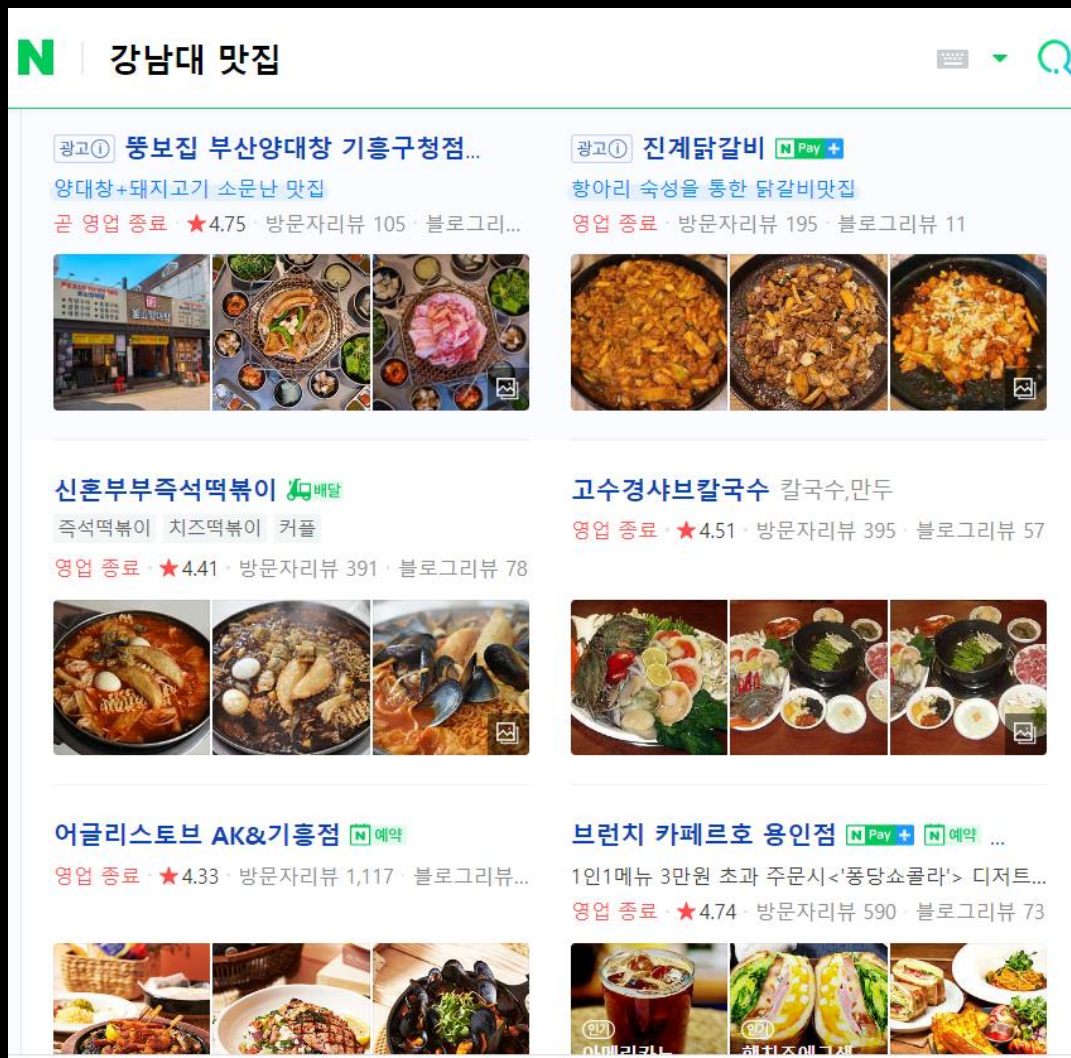 N 강남대 맛집
광고 뚱보집 부산양대창 기흥구청점...
양대창+돼지고기 소문난 맛집
곧 영업 종료 · ★4.75 · 방문자리뷰 105 · 블로그리...
광고 진계닭갈비 N Pay +
항아리 숙성을 통한 닭갈비맛집
영업 종료 · 방문자리뷰 195 · 블로그리뷰 11
신혼부부즉석떡볶이 배달
즉석떡볶이 치즈떡볶이 커플
영업 종료 · ★4.41 · 방문자리뷰 391 · 블로그리뷰 78
고수경샤브칼국수 칼국수,만두
영업 종료 · ★4.51 · 방문자리뷰 395 · 블로그리뷰 57
어글리스토브 AK&기흥점 N 예약
영업 종료 · ★4.33 · 방문자리뷰 1,117 · 블로그리뷰...
브런치 카페르호 용인점 N Pay + N 예약 ...
1인1메뉴 3만원 초과 주문시<'퐁당쇼콜라'> 디저트...
영업 종료 · ★4.74 · 방문자리뷰 590 · 블로그리뷰 73
인기
아메리카노
인기
햄치즈에그샌